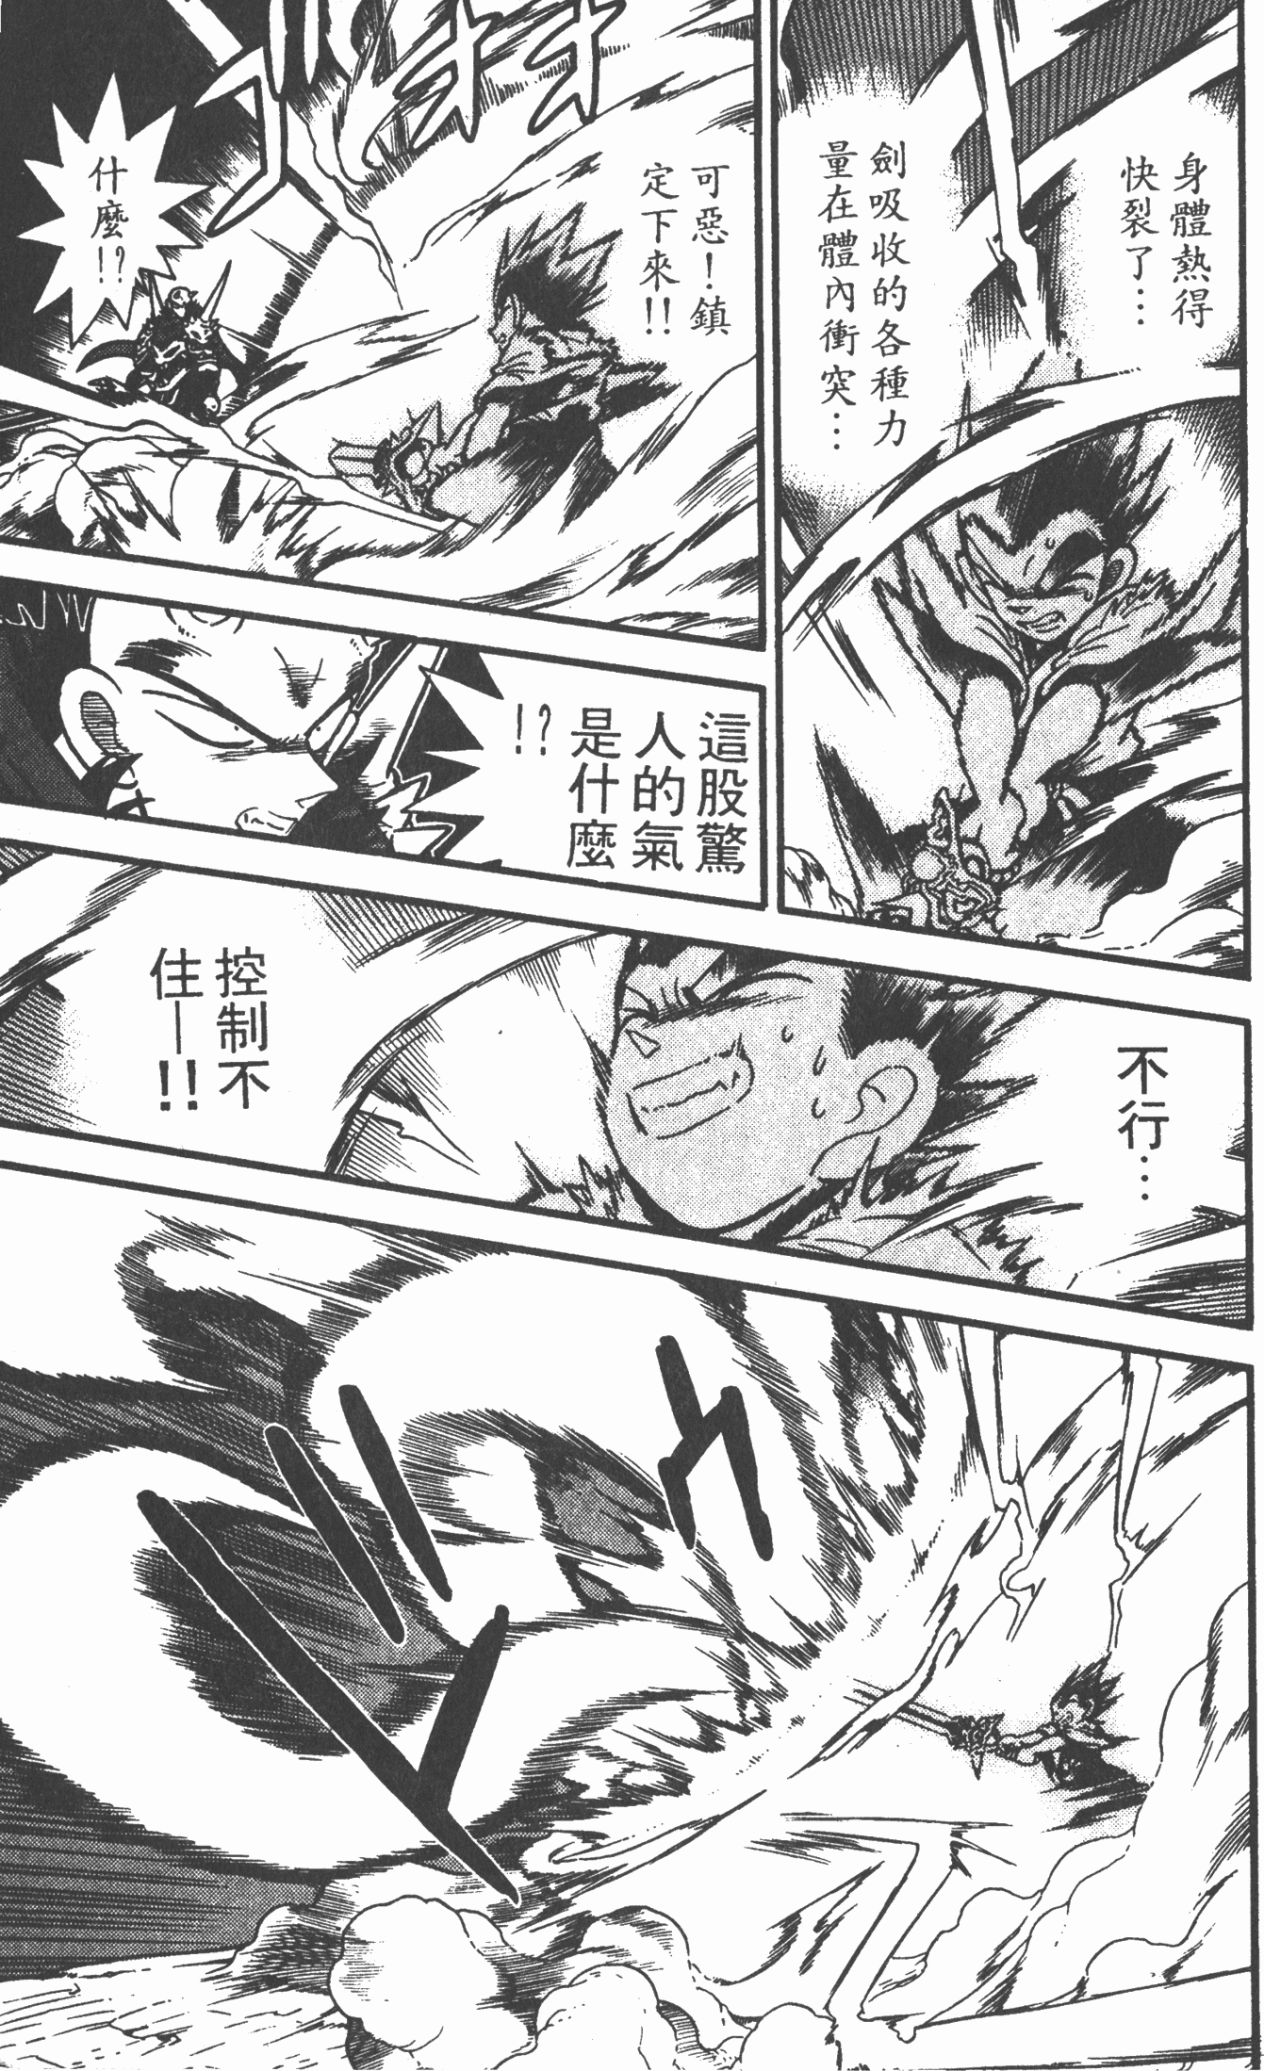 身體熱得
快裂了…
劍吸收的各種力
量在體內衝突…
可惡！鎮
定下來!!
什麼!?
這股驚
人的氣
是什麼
!?
不行…
控制不
住—!!